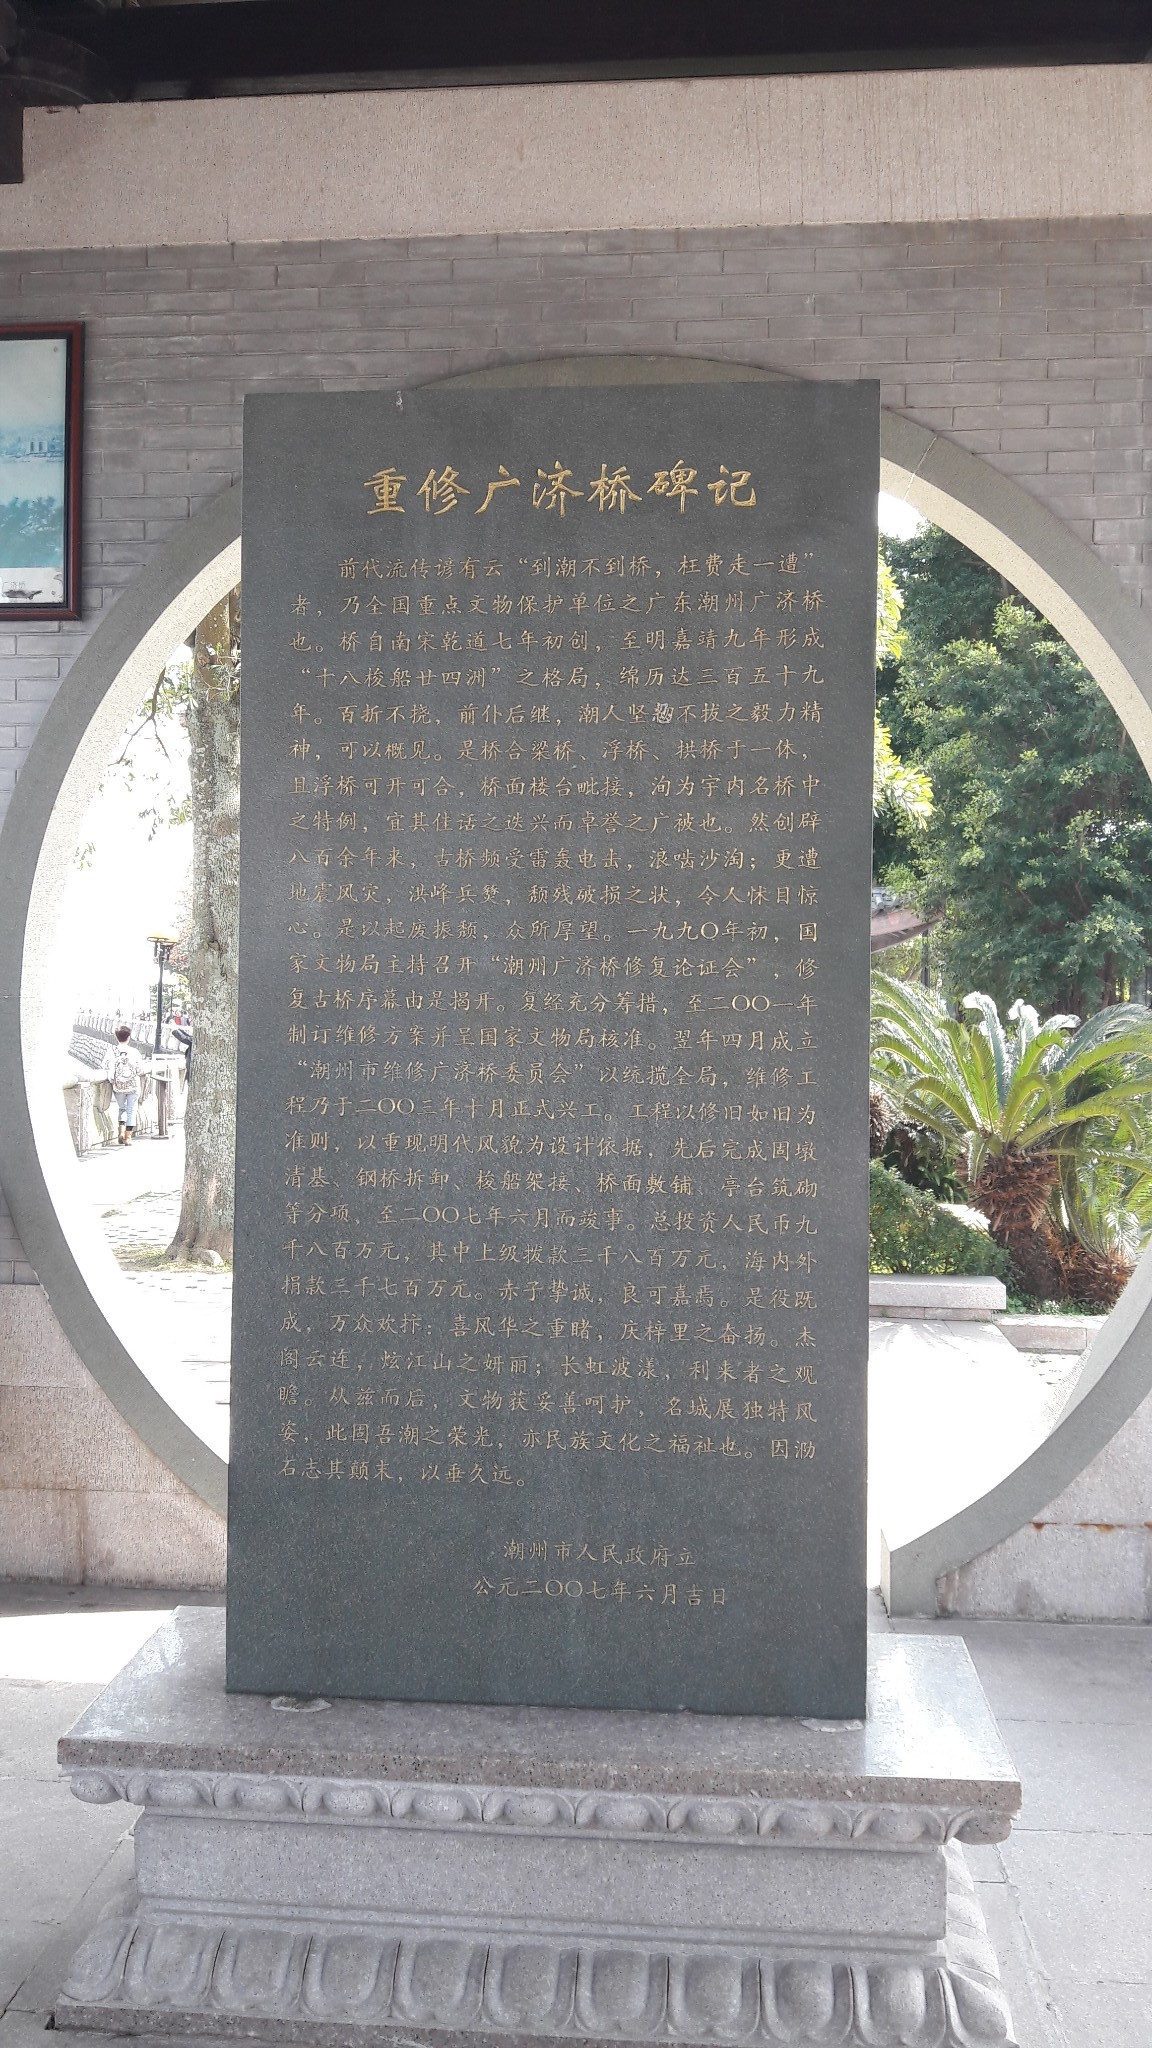 重修广济桥碑记
前代流传谚有云“到潮不到桥，枉费走一遭”
者，乃全国重点文物保护单位之广东潮州广济桥
也。桥自南宋乾道七年初创，至明嘉靖九年形成
“十八梭船廿四洲”之格局，绵历达三百五十九
年。百折不挠，前仆后继，潮人坚韧不拔之毅力精
神，可以概见。是桥合梁桥、浮桥、拱桥于一体，
且浮桥可开可合，桥面楼台毗接，洵为宇内名桥中
之特例，宜其佳话之迭兴而卓誉之广被也。然创辟
八百余年来，古桥频受雷轰电击，浪啮沙淘；更遭
地震风灾，洪峰兵燹，颓残破损之状，令人怵目惊
心。是以起废振颓，众所厚望。一九九〇年初，国
家文物局主持召开“潮州广济桥修复论证会”，修
复古桥序幕由是揭开。复经充分筹措，至二〇〇一年
制订维修方案并呈国家文物局核准。翌年四月成立
“潮州市维修广济桥委员会”以统揽全局，维修工
程乃于二〇〇三年十月正式兴工。工程以修旧如旧为
准则，以重现明代风貌为设计依据，先后完成固墩
清基、钢桥拆卸、梭船架接、桥面敷铺、亭台筑砌
等分项，至二〇〇七年六月而竣事。总投资人民币九
千八百万元，其中上级拨款三千八百万元，海内外
捐款三千七百万元。赤子挚诚，良可嘉焉。是役既
成，万众欢抃：喜风华之重睹，庆梓里之奋扬。杰
阁云连，炫江山之妍丽；长虹波漾，利来者之观
瞻。从兹而后，文物获妥善呵护，名城展独特风
姿，此固吾潮之荣光，亦民族文化之福祉也。因泐
石志其颠末，以垂久远。
潮州市人民政府立
公元二〇〇七年六月吉日